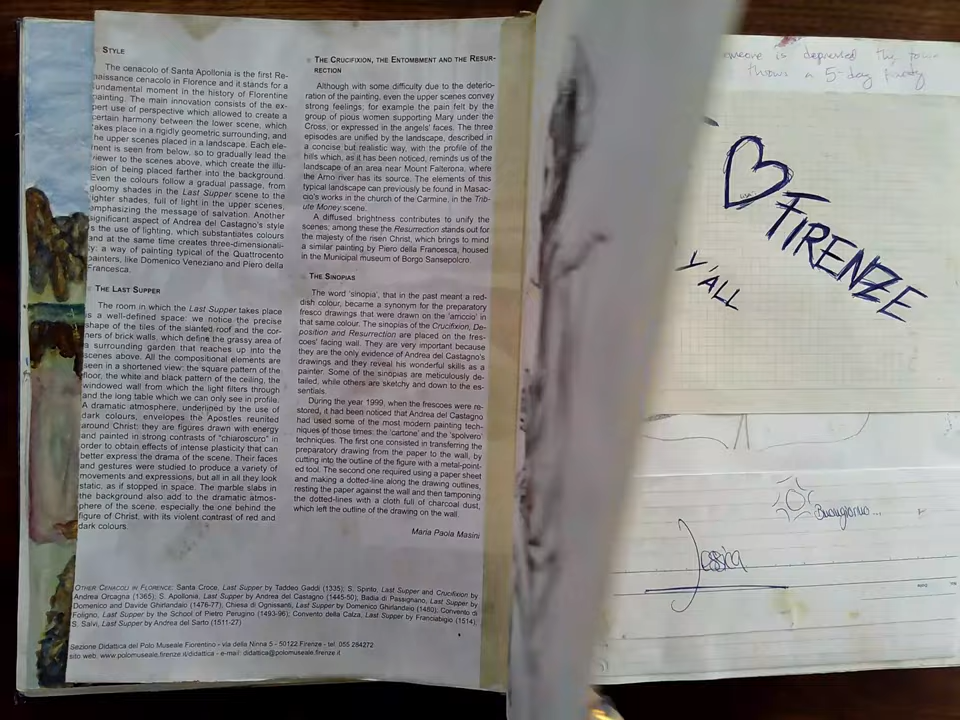 STYLE
The cenacolo of Santa Apollonia is the first Re-
naissance cenacolo in Florence and it stands for a
fundamental moment in the history of Florentine
painting. The main innovation consists of the ex-
pert use of perspective which allowed to create a
certain harmony between the lower scene, which
takes place in a rigidly geometric surrounding, and
the upper scenes placed in a landscape. Each ele-
ment is seen from below, so to gradually lead the
viewer to the scenes above, which create the illu-
sion of being placed farther into the background.
Even the colours follow a gradual passage, from
gloomy shades in the Last Supper scene to the
lighter shades, full of light in the upper scenes,
emphasizing the message of salvation. Another
significant aspect of Andrea del Castagno's style
is the use of lighting, which substantiates colours
and at the same time creates three-dimensionali-
ty: a way of painting typical of the Quattrocento
painters, like Domenico Veneziano and Piero della
Francesca.
THE LAST SUPPER
The room in which the Last Supper takes place
is a well-defined space: we notice the precise
shape of the tiles of the slanted roof and the cor-
ners of brick walls, which define the grassy area of
a surrounding garden that reaches up into the
scenes above. All the compositional elements are
seen in a shortened view: the square pattern of the
floor, the white and black pattern of the ceiling, the
windowed wall from which the light filters through
and the long table which we can only see in profile.
A dramatic atmosphere, underlined by the use of
dark colours, envelopes the Apostles reunited
around Christ: they are figures drawn with energy
and painted in strong contrasts of "chiaroscuro" in
order to obtain effects of intense plasticity that can
better express the drama of the scene. Their faces
and gestures were studied to produce a variety of
movements and expressions, but all in all they look
static, as if stopped in space. The marble slabs in
the background also add to the dramatic atmos-
phere of the scene, especially the one behind the
figure of Christ, with its violent contrast of red and
dark colours.
THE CRUCIFIXION, THE ENTOMBMENT AND THE RESUR-
RECTION
Although with some difficulty due to the deterio-
ration of the painting, even the upper scenes convey
strong feelings; for example the pain felt by the
group of pious women supporting Mary under the
Cross, or expressed in the angels' faces. The three
episodes are unified by the landscape, described in
a concise but realistic way, with the profile of the
hills which, as it has been noticed, reminds us of the
landscape of an area near Mount Falterona, where
the Arno river has its source. The elements of this
typical landscape can previously be found in Masac-
cio's works in the church of the Carmine, in the Trib-
ute Money scene.
A diffused brightness contributes to unify the
scenes; among these the Resurrection stands out for
the majesty of the risen Christ, which brings to mind
a similar painting by Piero della Francesca, housed
in the Municipal museum of Borgo Sansepolcro.
THE SINOPIAS
The word 'sinopia', that in the past meant a red-
dish colour, became a synonym for the preparatory
fresco drawings that were drawn on the 'arriccio' in
that same colour. The sinopias of the Crucifixion, De-
position and Resurrection are placed on the fres-
coes' facing wall. They are very important because
they are the only evidence of Andrea del Castagno's
drawings and they reveal his wonderful skills as a
painter. Some of the sinopias are meticulously de-
tailed, while others are sketchy and down to the es-
sentials.
During the year 1999, when the frescoes were re-
stored, it had been noticed that Andrea del Castagno
had used some of the most modern painting tech-
niques of those times: the 'cartone' and the 'spolvero'
techniques. The first one consisted in transferring the
preparatory drawing from the paper to the wall, by
cutting into the outline of the figure with a metal-point-
ed tool. The second one required using a paper sheet
and making a dotted-line along the drawing outlines,
resting the paper against the wall and then tamponing
the dotted-lines with a cloth full of charcoal dust,
which left the outline of the drawing on the wall.
Maria Paola Masini
OTHER CENACOLI IN FLORENCE: Santa Croce, Last Supper by Taddeo Gaddi (1335); S. Spirito, Last Supper and Crucifixion by
Andrea Orcagna (1365); S. Apollonia, Last Supper by Andrea del Castagno (1445-50); Badia di Passignano, Last Supper by
Domenico and Davide Ghirlandaio (1476-77); Chiesa di Ognissanti, Last Supper by Domenico Ghirlandaio (1480); Convento di
Foligno, Last Supper by the School of Pietro Perugino (1493-96); Convento della Calza, Last Supper by Franciabigio (1514);
S. Salvi, Last Supper by Andrea del Sarto (1511-27)
Sezione Didattica del Polo Museale Fiorentino - via della Ninna 5 - 50122 Firenze - tel. 055 284272
sito web: www.polomuseale.firenze.it/didattica - e-mail: didattica@polomuseale.firenze.it
someone is depressed the town
throws a 5-day party
FIRENZE
Y'ALL
Buongiorno...
Jessica